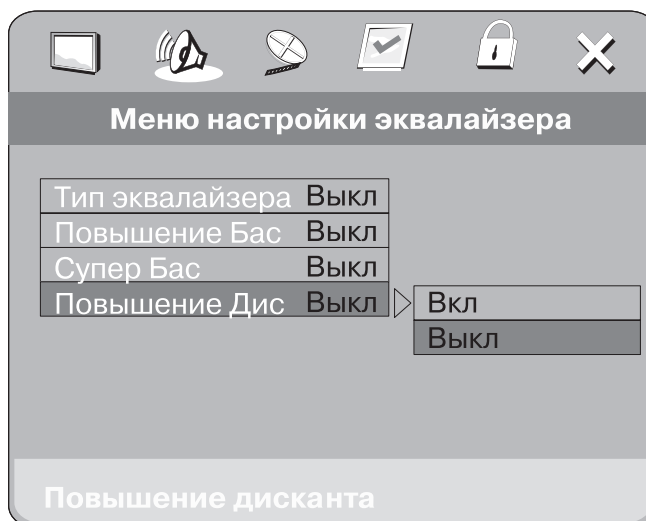 Меню настройки эквалайзера
Тип эквалайзера Выкл
Повышение Бас Выкл
Супер Бас Выкл
Повышение Дис Выкл Вкл
Выкл
Повышение дисканта